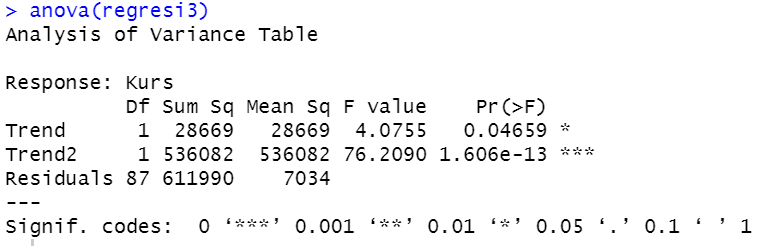 > anova(regresi3)
Analysis of Variance Table

Response: Kurs
          Df Sum Sq Mean Sq F value    Pr(>F)    
Trend      1  28669   28669  4.0755   0.04659 *  
Trend2     1 536082  536082 76.2090 1.606e-13 ***
Residuals 87 611990    7034                      
---
Signif. codes:  0 ‘***’ 0.001 ‘**’ 0.01 ‘*’ 0.05 ‘.’ 0.1 ‘ ’ 1